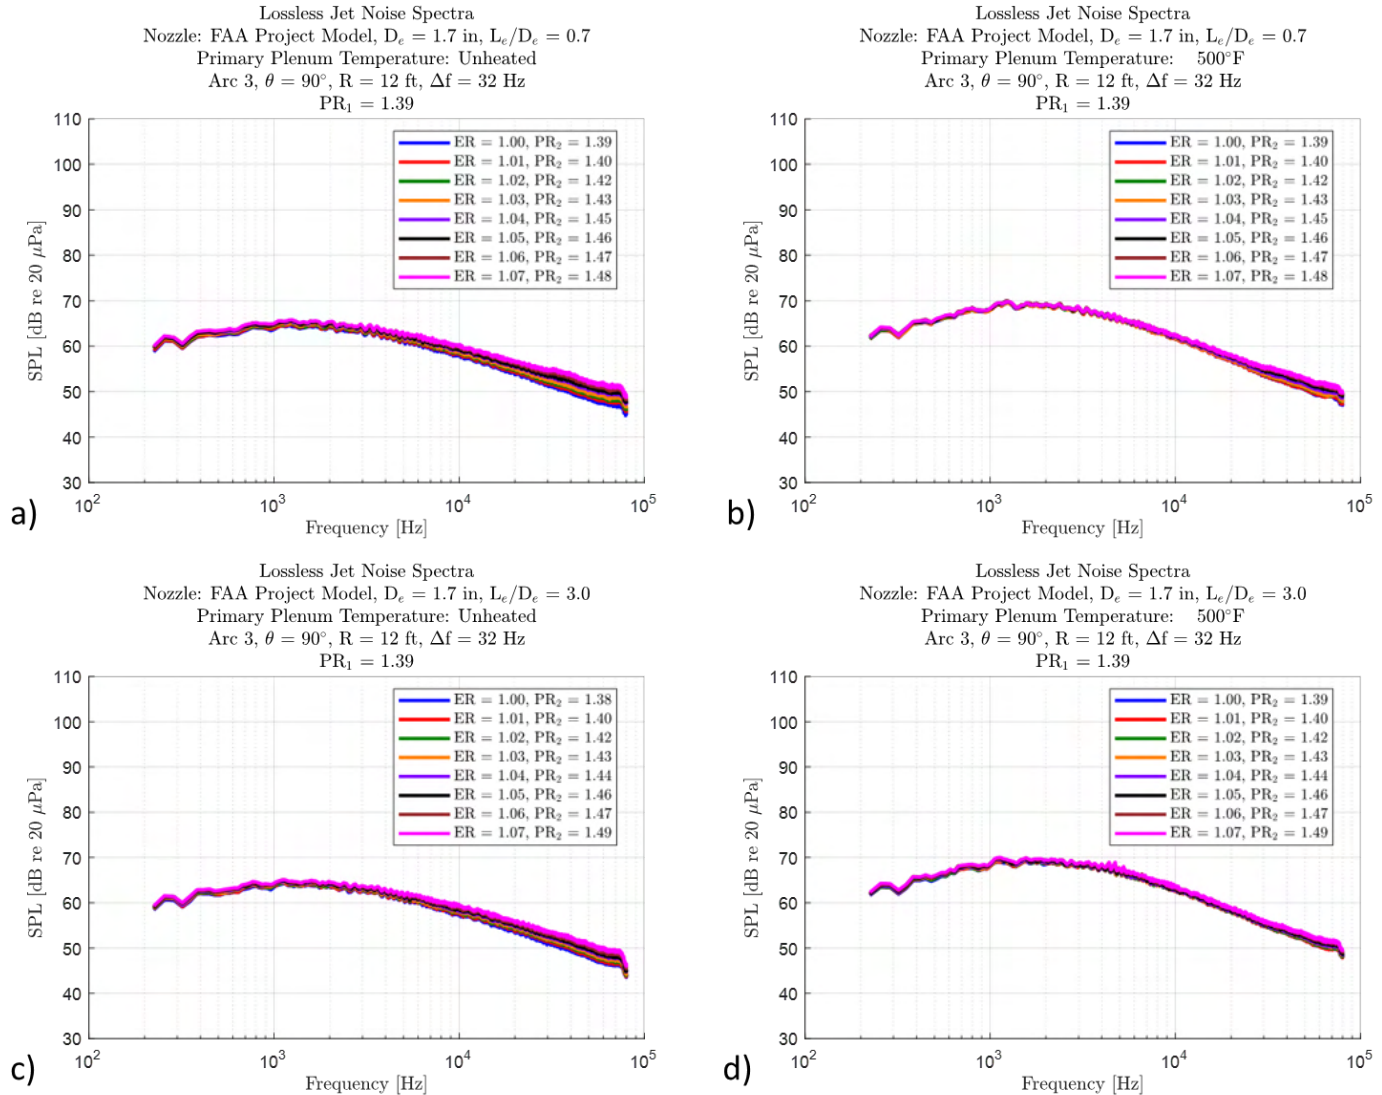 Lossless Jet Noise Spectra
Nozzle: FAA Project Model, Dₑ = 1.7 in, Lₑ/Dₑ = 0.7
Primary Plenum Temperature: Unheated
Arc 3, θ = 90°, R = 12 ft, Δf = 32 Hz
PR₁ = 1.39
110
100
90
80
70
60
50
40
30
SPL [dB re 20 μPa]
ER = 1.00, PR₂ = 1.39
ER = 1.01, PR₂ = 1.40
ER = 1.02, PR₂ = 1.42
ER = 1.03, PR₂ = 1.43
ER = 1.04, PR₂ = 1.45
ER = 1.05, PR₂ = 1.46
ER = 1.06, PR₂ = 1.47
ER = 1.07, PR₂ = 1.48
10² 10³ 10⁴ 10⁵
Frequency [Hz]
a)
Lossless Jet Noise Spectra
Nozzle: FAA Project Model, Dₑ = 1.7 in, Lₑ/Dₑ = 0.7
Primary Plenum Temperature: 500°F
Arc 3, θ = 90°, R = 12 ft, Δf = 32 Hz
PR₁ = 1.39
110
100
90
80
70
60
50
40
30
SPL [dB re 20 μPa]
ER = 1.00, PR₂ = 1.39
ER = 1.01, PR₂ = 1.40
ER = 1.02, PR₂ = 1.42
ER = 1.03, PR₂ = 1.43
ER = 1.04, PR₂ = 1.45
ER = 1.05, PR₂ = 1.46
ER = 1.06, PR₂ = 1.47
ER = 1.07, PR₂ = 1.48
10² 10³ 10⁴ 10⁵
Frequency [Hz]
b)
Lossless Jet Noise Spectra
Nozzle: FAA Project Model, Dₑ = 1.7 in, Lₑ/Dₑ = 3.0
Primary Plenum Temperature: Unheated
Arc 3, θ = 90°, R = 12 ft, Δf = 32 Hz
PR₁ = 1.39
110
100
90
80
70
60
50
40
30
SPL [dB re 20 μPa]
ER = 1.00, PR₂ = 1.38
ER = 1.01, PR₂ = 1.40
ER = 1.02, PR₂ = 1.42
ER = 1.03, PR₂ = 1.43
ER = 1.04, PR₂ = 1.44
ER = 1.05, PR₂ = 1.46
ER = 1.06, PR₂ = 1.47
ER = 1.07, PR₂ = 1.49
10² 10³ 10⁴ 10⁵
Frequency [Hz]
c)
Lossless Jet Noise Spectra
Nozzle: FAA Project Model, Dₑ = 1.7 in, Lₑ/Dₑ = 3.0
Primary Plenum Temperature: 500°F
Arc 3, θ = 90°, R = 12 ft, Δf = 32 Hz
PR₁ = 1.39
110
100
90
80
70
60
50
40
30
SPL [dB re 20 μPa]
ER = 1.00, PR₂ = 1.39
ER = 1.01, PR₂ = 1.40
ER = 1.02, PR₂ = 1.42
ER = 1.03, PR₂ = 1.43
ER = 1.04, PR₂ = 1.44
ER = 1.05, PR₂ = 1.46
ER = 1.06, PR₂ = 1.47
ER = 1.07, PR₂ = 1.49
10² 10³ 10⁴ 10⁵
Frequency [Hz]
d)